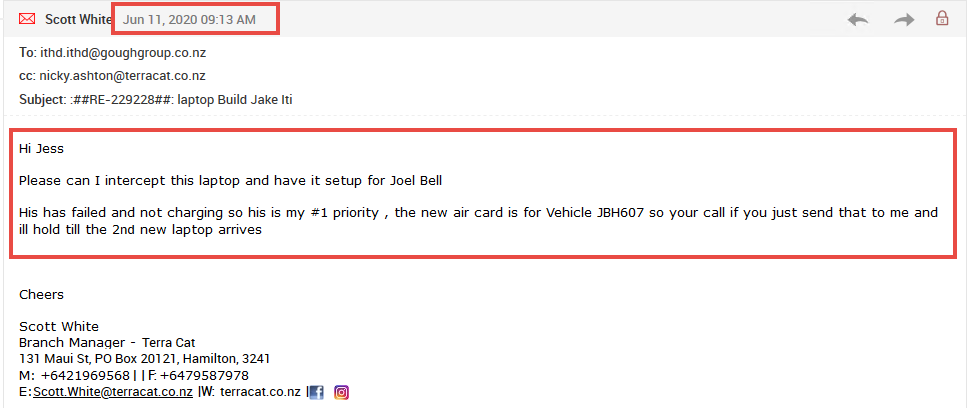 Scott White Jun 11, 2020 09:13 AM
To: ithd.ithd@goughgroup.co.nz
cc: nicky.ashton@terracat.co.nz
Subject: :##RE-229228##: laptop Build Jake Iti
Hi Jess
Please can I intercept this laptop and have it setup for Joel Bell
His has failed and not charging so his is my #1 priority , the new air card is for Vehicle JBH607 so your call if you just send that to me and
ill hold till the 2nd new laptop arrives
Cheers
Scott White
Branch Manager - Terra Cat
131 Maui St, PO Box 20121, Hamilton, 3241
M: +6421969568 | | F: +6479587978
E:Scott.White@terracat.co.nz |W: terracat.co.nz |